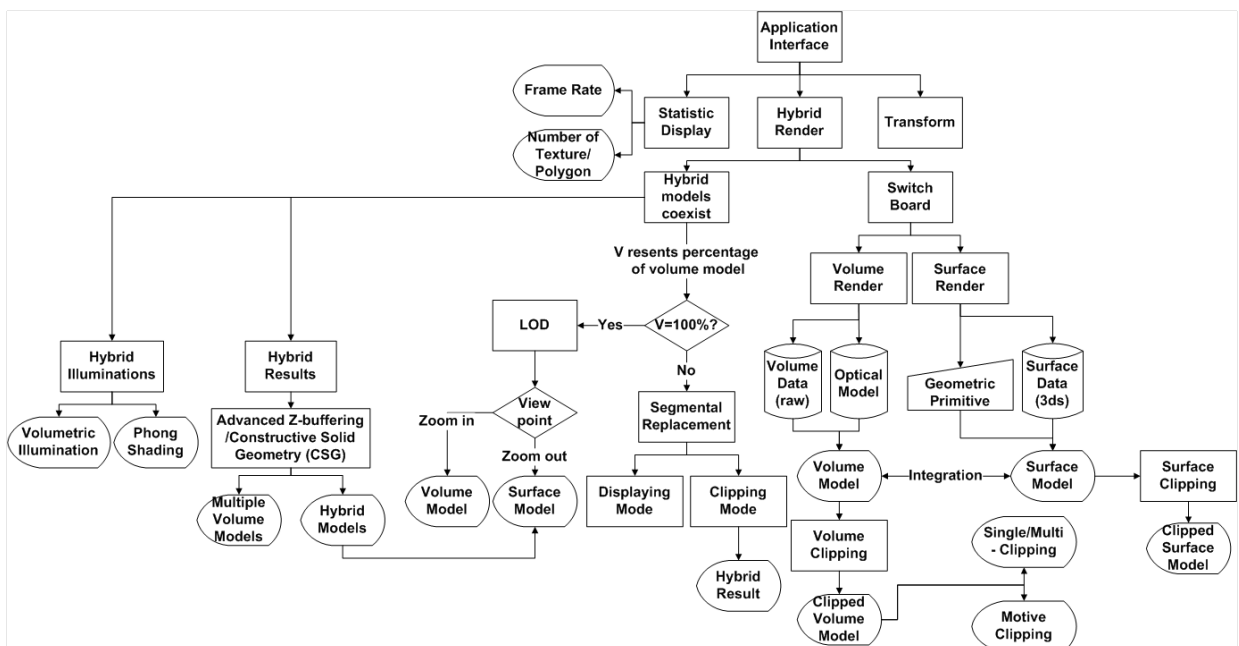 Application
Interface
Frame Rate
Statistic
Display
Hybrid
Render
Transform
Number of
Texture/
Polygon
Hybrid
models
coexist
Switch
Board
V resents percentage
of volume model
Volume
Render
Surface
Render
LOD
Yes
V=100%?
Hybrid
Illuminations
Hybrid
Results
Volume
Data
(raw)
Optical
Model
Geometric
Primitive
Surface
Data
(3ds)
No
View
point
Segmental
Replacement
Volumetric
Illumination
Phong
Shading
Advanced Z-buffering
/Constructive Solid
Geometry (CSG)
Zoom in
Zoom out
Volume
Model
Integration
Surface
Model
Surface
Clipping
Multiple
Volume
Models
Hybrid
Models
Volume
Model
Surface
Model
Displaying
Mode
Clipping
Mode
Volume
Clipping
Single/Multi
- Clipping
Clipped
Surface
Model
Hybrid
Result
Clipped
Volume
Model
Motive
Clipping